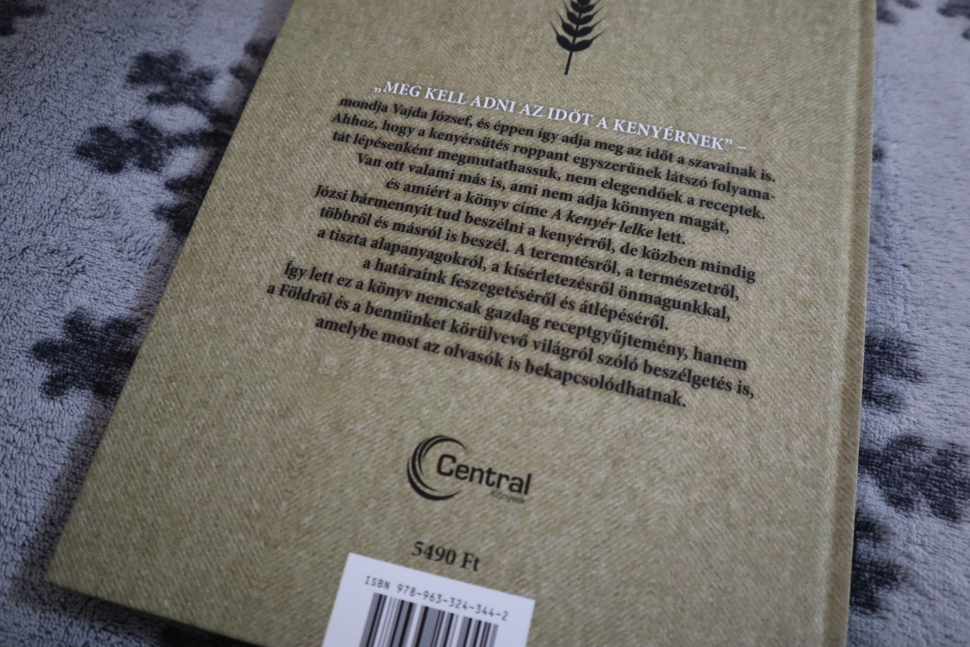 „MEG KELL ADNI AZ IDŐT A KENYÉRNEK” –
mondja Vajda József, és éppen így adja meg az időt a szavainak is.
Ahhoz, hogy a kenyérsütés roppant egyszerűnek látszó folyama-
tát lépésenként megmutathassuk, nem elegendőek a receptek.
Van ott valami más is, ami nem adja könnyen magát,
és amiért a könyv címe A kenyér lelke lett.
Józsi bármennyit tud beszélni a kenyérről, de közben mindig
többről és másról is beszél. A teremtésről, a természetről,
a tiszta alapanyagokról, a kísérletezésről önmagunkkal,
a határaink feszegetéséről és átlépéséről.
Így lett ez a könyv nemcsak gazdag receptgyűjtemény, hanem
a Földről és a bennünket körülvevő világról szóló beszélgetés is,
amelybe most az olvasók is bekapcsolódhatnak.
Central
Könyvek
5490 Ft
ISBN 978-963-324-344-2